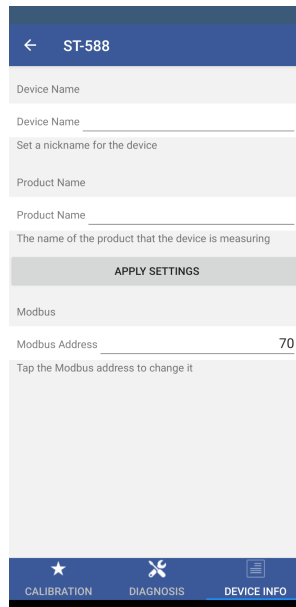 ST-588
Device Name
Device Name
Set a nickname for the device
Product Name
Product Name
The name of the product that the device is measuring
APPLY SETTINGS
Modbus
Modbus Address 70
Tap the Modbus address to change it
CALIBRATION DIAGNOSIS DEVICE INFO